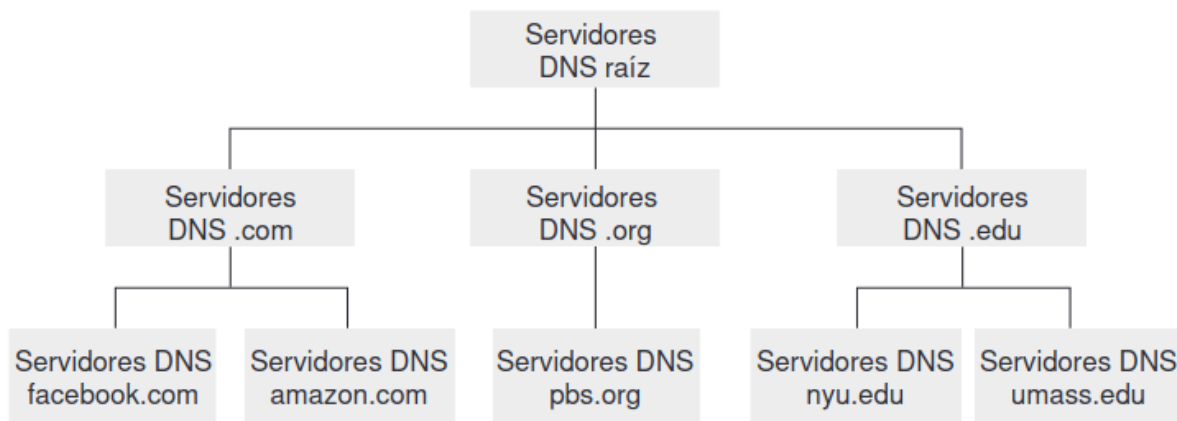 Servidores
DNS raíz
Servidores
DNS .com
Servidores
DNS .org
Servidores
DNS .edu
Servidores DNS
facebook.com
Servidores DNS
amazon.com
Servidores DNS
pbs.org
Servidores DNS
nyu.edu
Servidores DNS
umass.edu